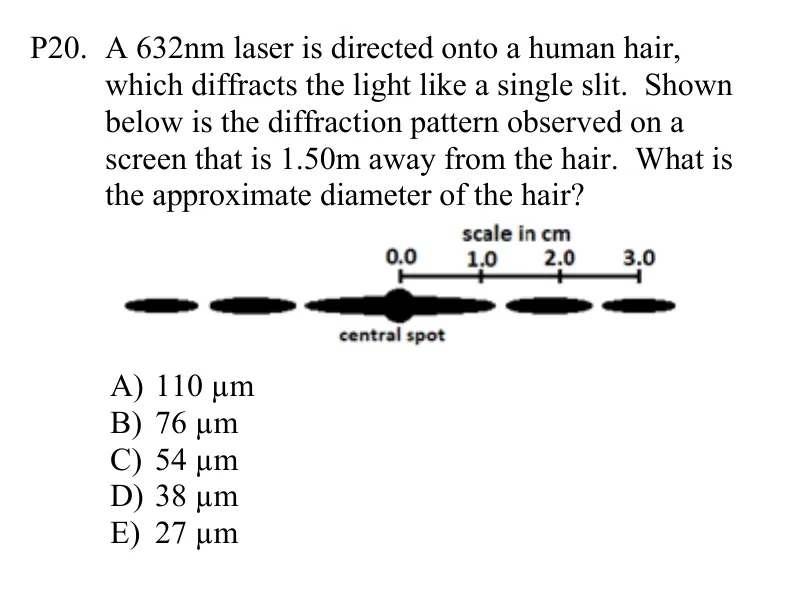 P20. A 632nm laser is directed onto a human hair,
which diffracts the light like a single slit. Shown
below is the diffraction pattern observed on a
screen that is 1.50m away from the hair. What is
the approximate diameter of the hair?
scale in cm
0.0 1.0 2.0 3.0
central spot
A) 110 µm
B) 76 µm
C) 54 µm
D) 38 µm
E) 27 µm